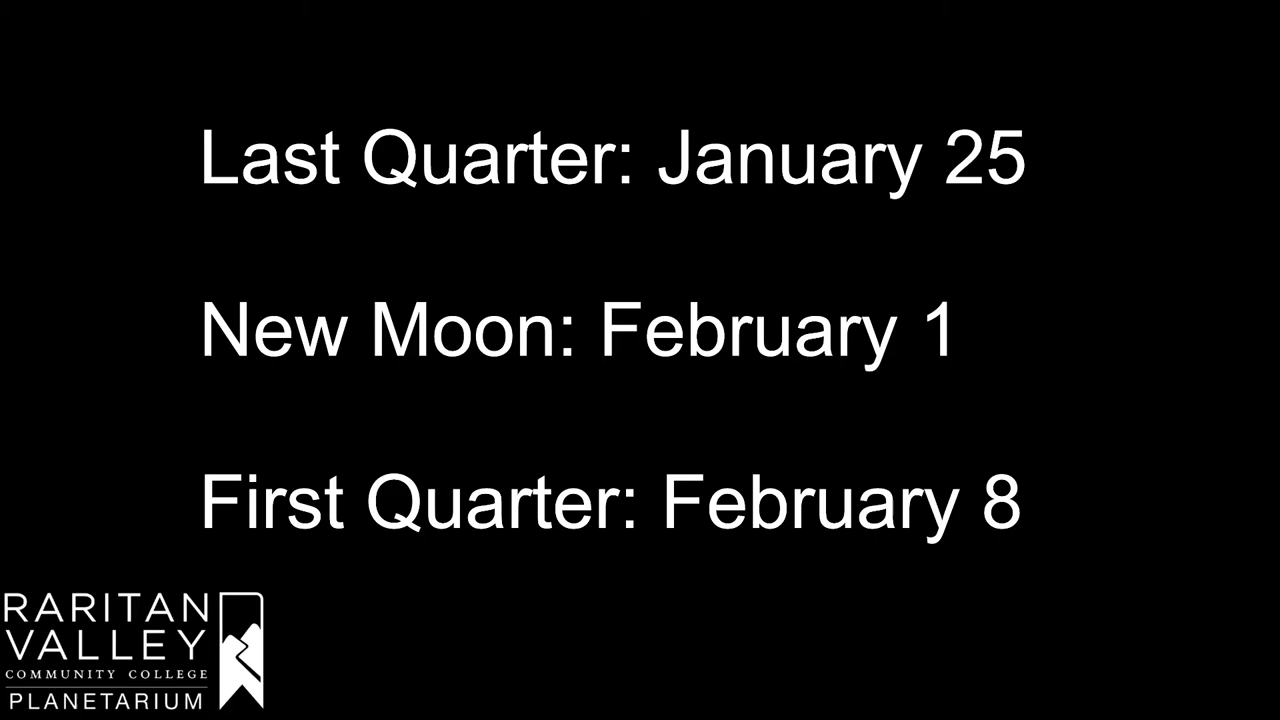 Last Quarter: January 25
New Moon: February 1
First Quarter: February 8
RARITAN
VALLEY
COMMUNITY COLLEGE
PLANETARIUM